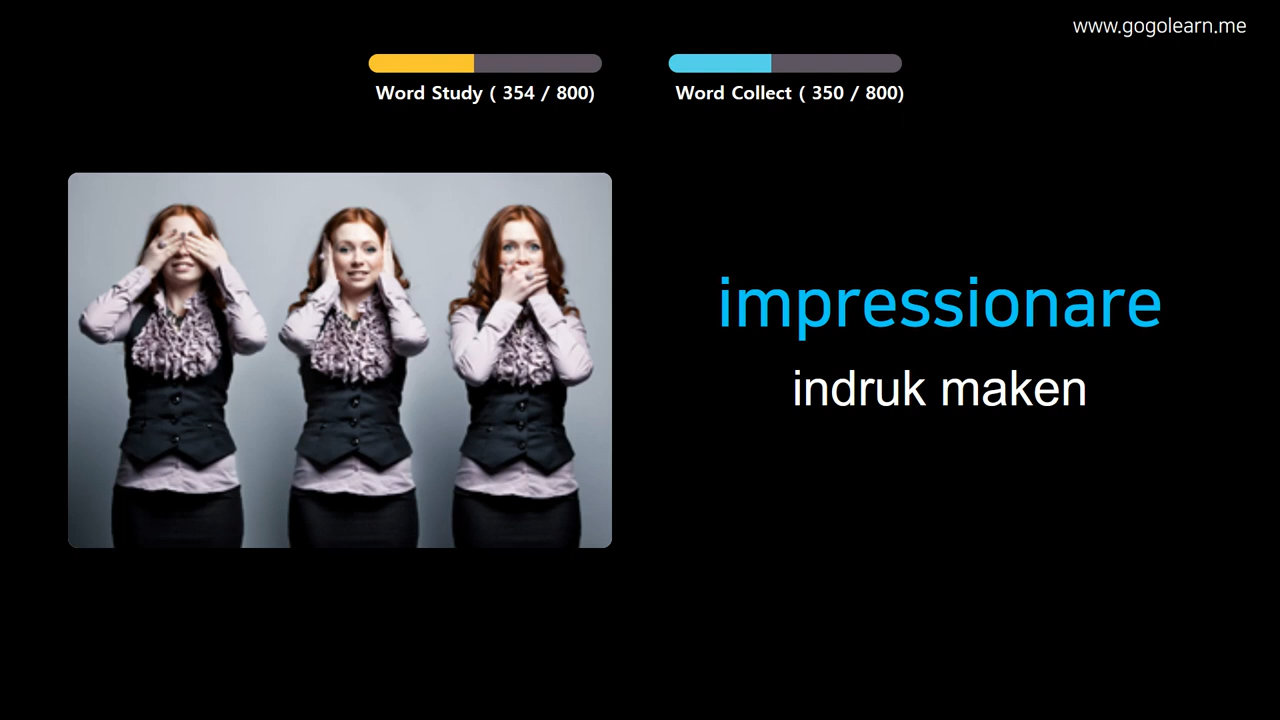 www.gogolearn.me
Word Study ( 354 / 800)
Word Collect ( 350 / 800)
impressionare
indruk maken